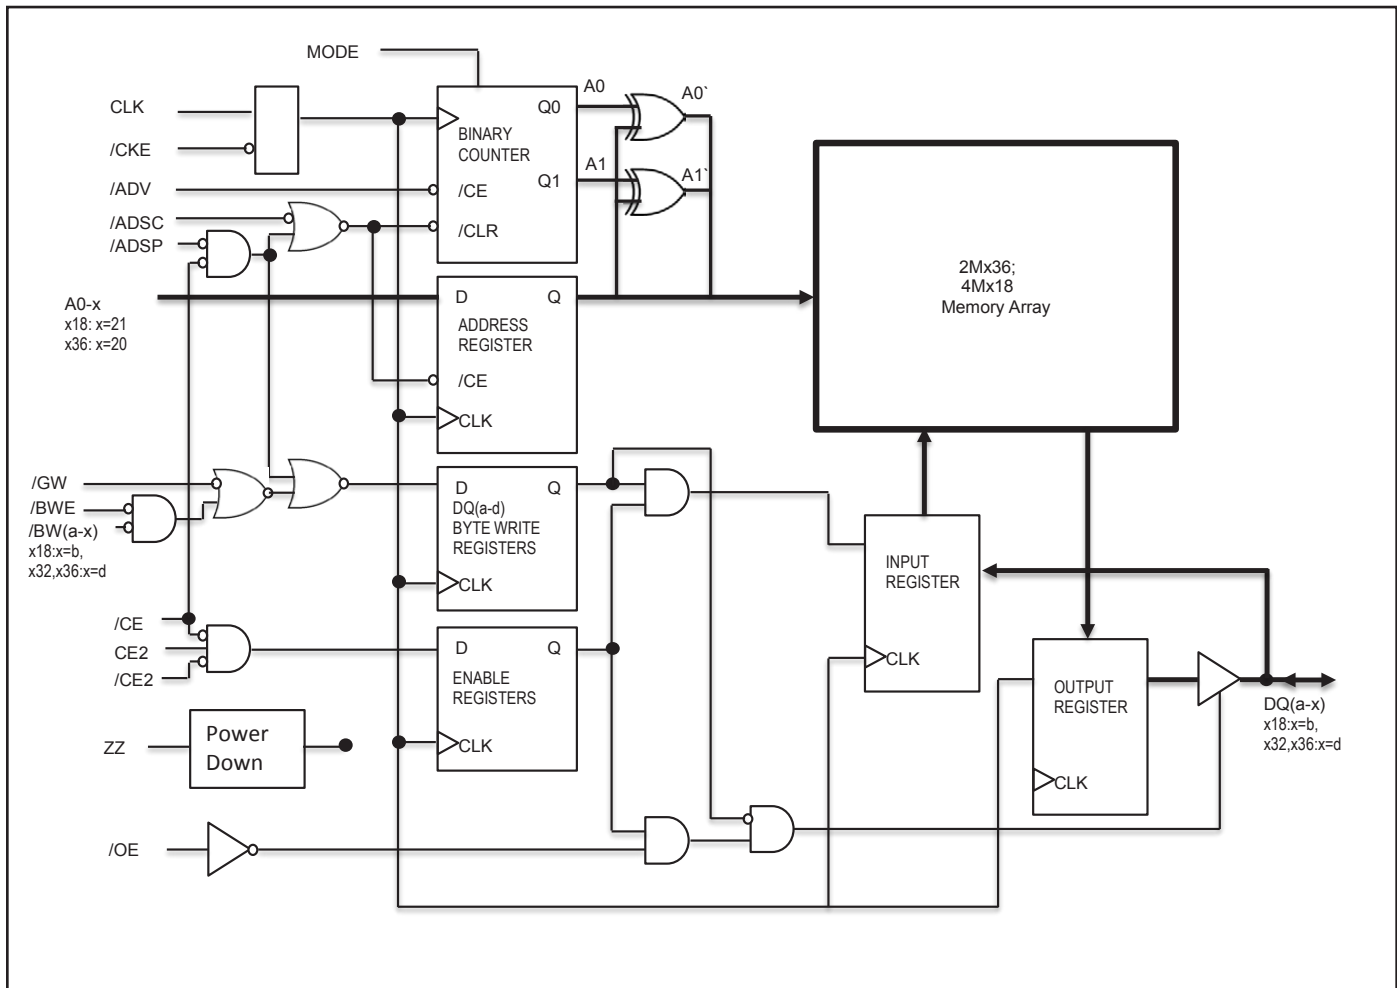 MODE
CLK
/CKE
/ADV
/ADSC
/ADSP
A0-x
x18: x=21
x36: x=20
/GW
/BWE
/BW(a-x)
x18:x=b,
x32,x36:x=d
/CE
CE2
/CE2
ZZ
Power
Down
/OE
Q0
BINARY
COUNTER
Q1
/CE
/CLR
A0
A0`
A1
A1`
D Q
ADDRESS
REGISTER
/CE
CLK
D Q
DQ(a-d)
BYTE WRITE
REGISTERS
CLK
D Q
ENABLE
REGISTERS
CLK
2Mx36;
4Mx18
Memory Array
INPUT
REGISTER
CLK
OUTPUT
REGISTER
CLK
DQ(a-x)
x18:x=b,
x32,x36:x=d